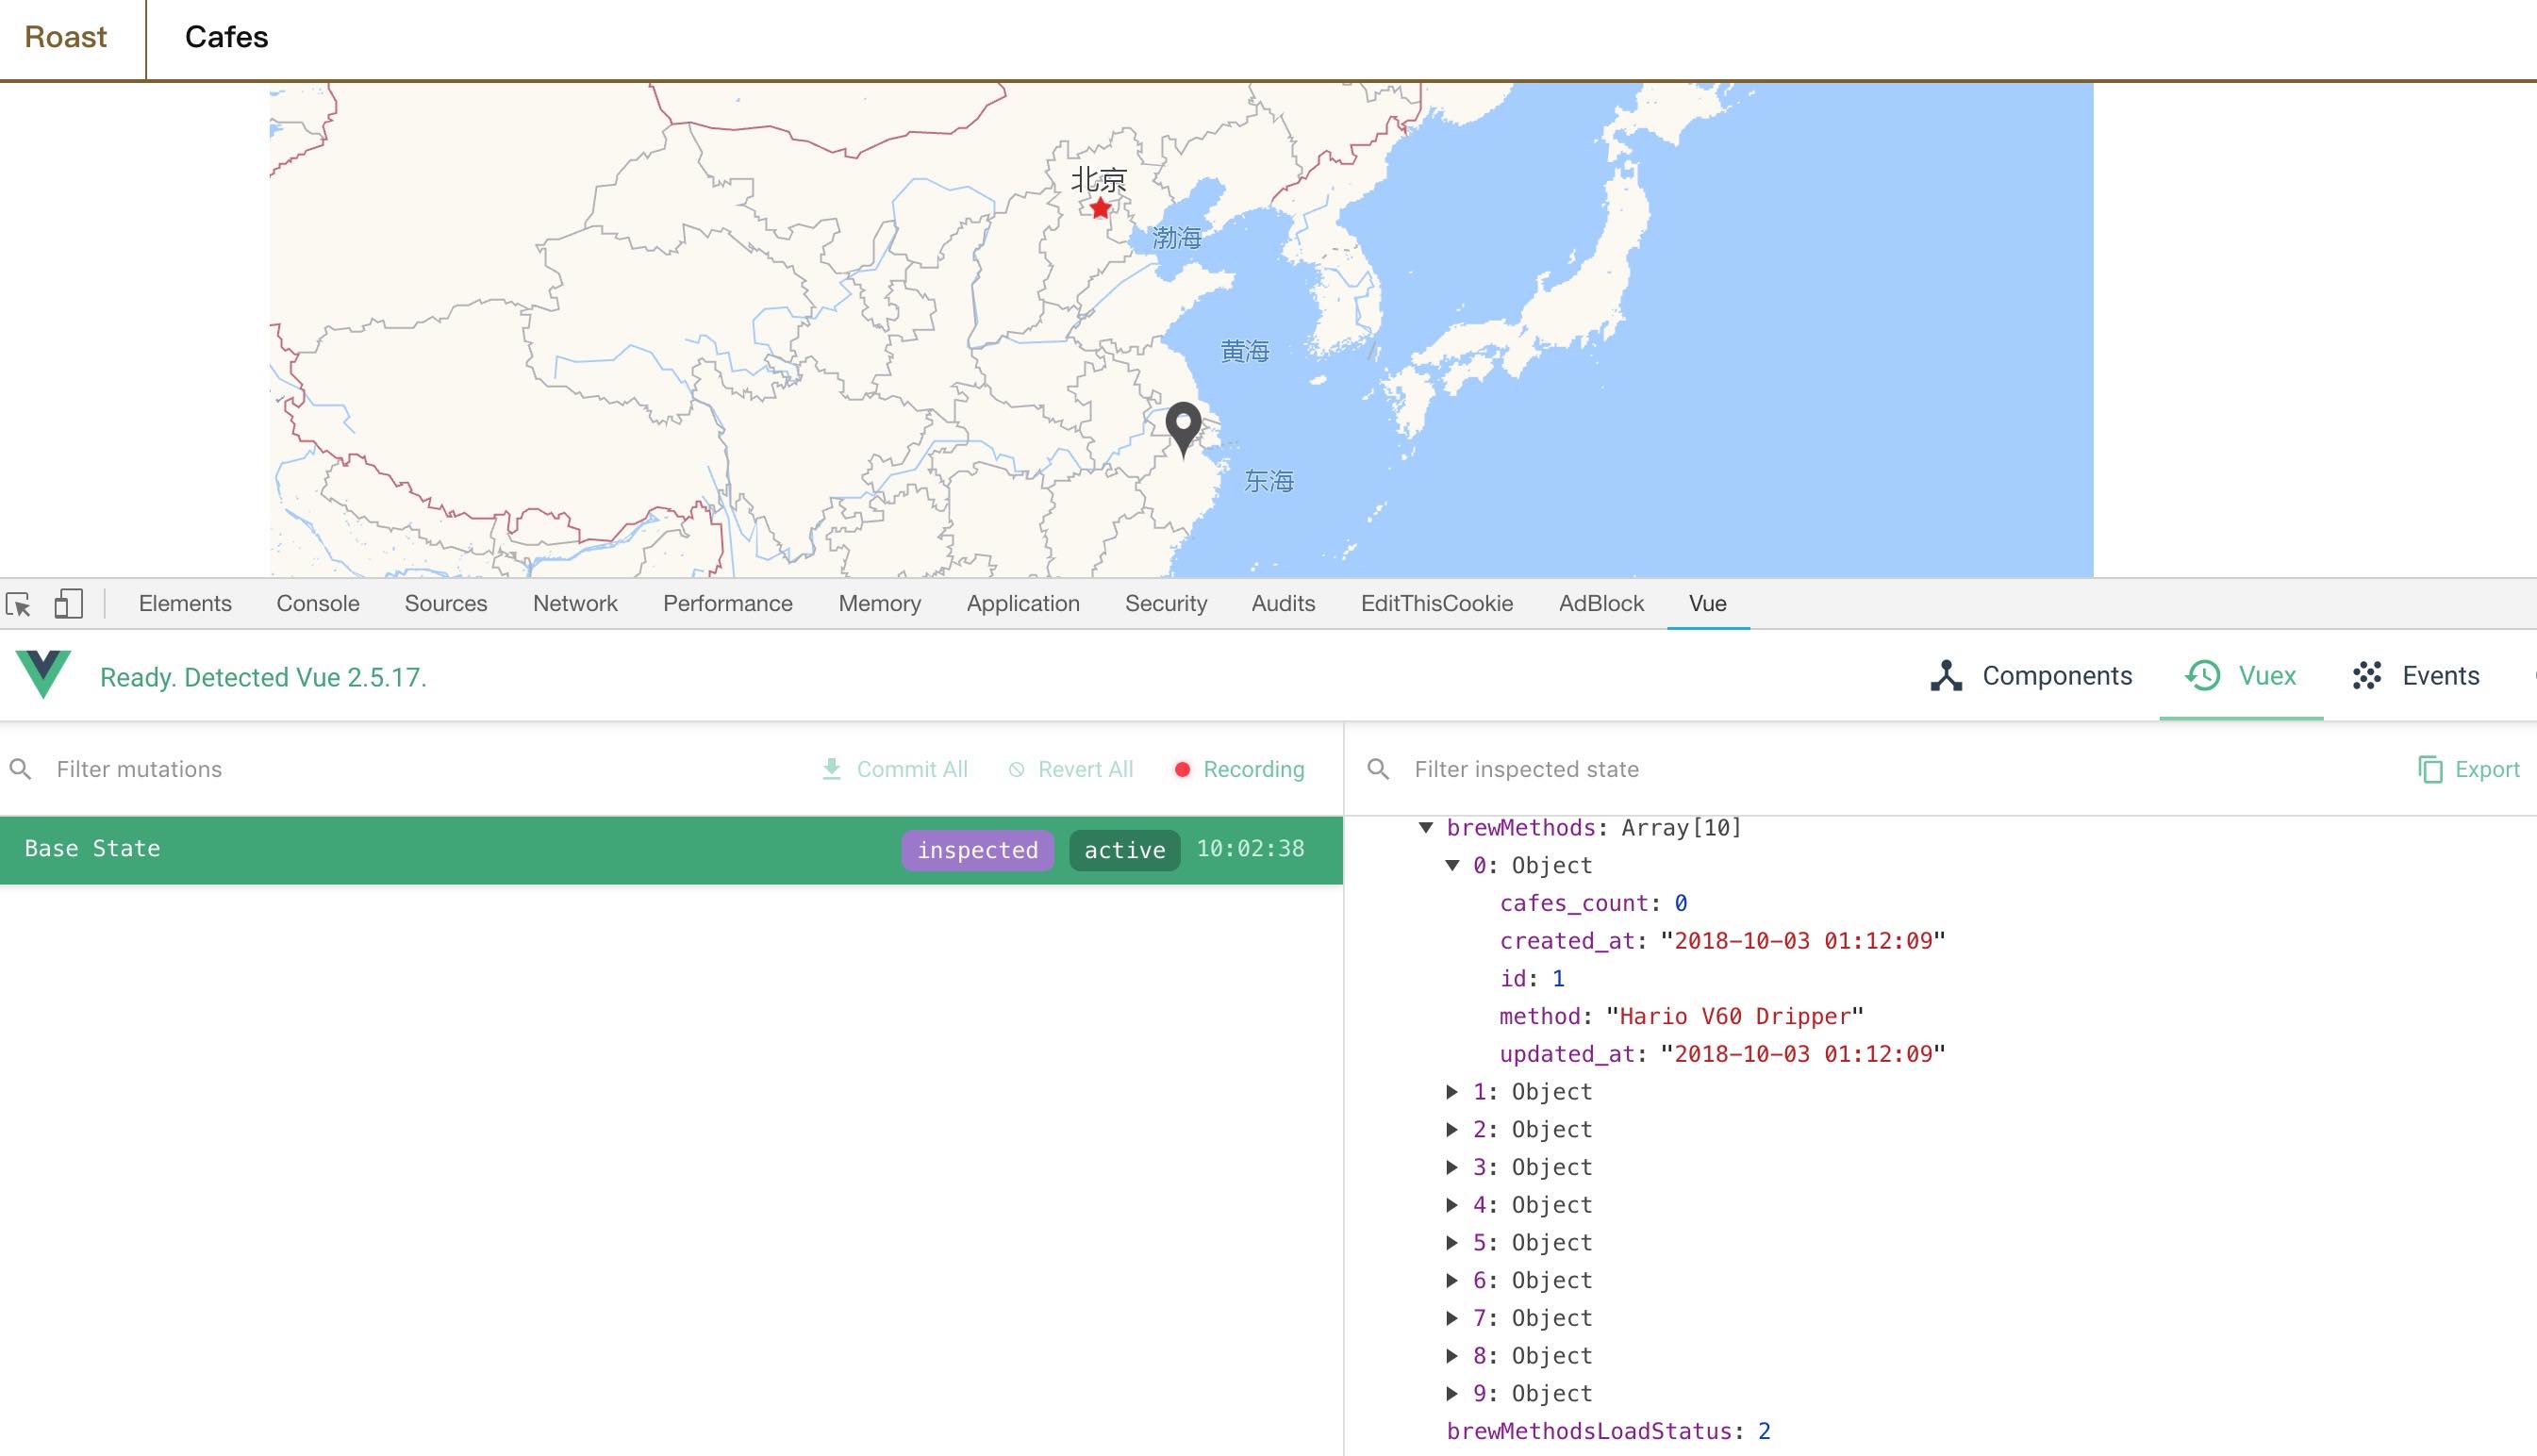 Roast Cafes
北京
渤海
黄海
东海
Elements Console Sources Network Performance Memory Application Security Audits EditThisCookie AdBlock Vue
Ready. Detected Vue 2.5.17. Components Vuex Events
Filter mutations Commit All Revert All Recording Filter inspected state Export
Base State inspected active 10:02:38
brewMethods: Array[10]
0: Object
cafes_count: 0
created_at: "2018-10-03 01:12:09"
id: 1
method: "Hario V60 Dripper"
updated_at: "2018-10-03 01:12:09"
1: Object
2: Object
3: Object
4: Object
5: Object
6: Object
7: Object
8: Object
9: Object
brewMethodsLoadStatus: 2